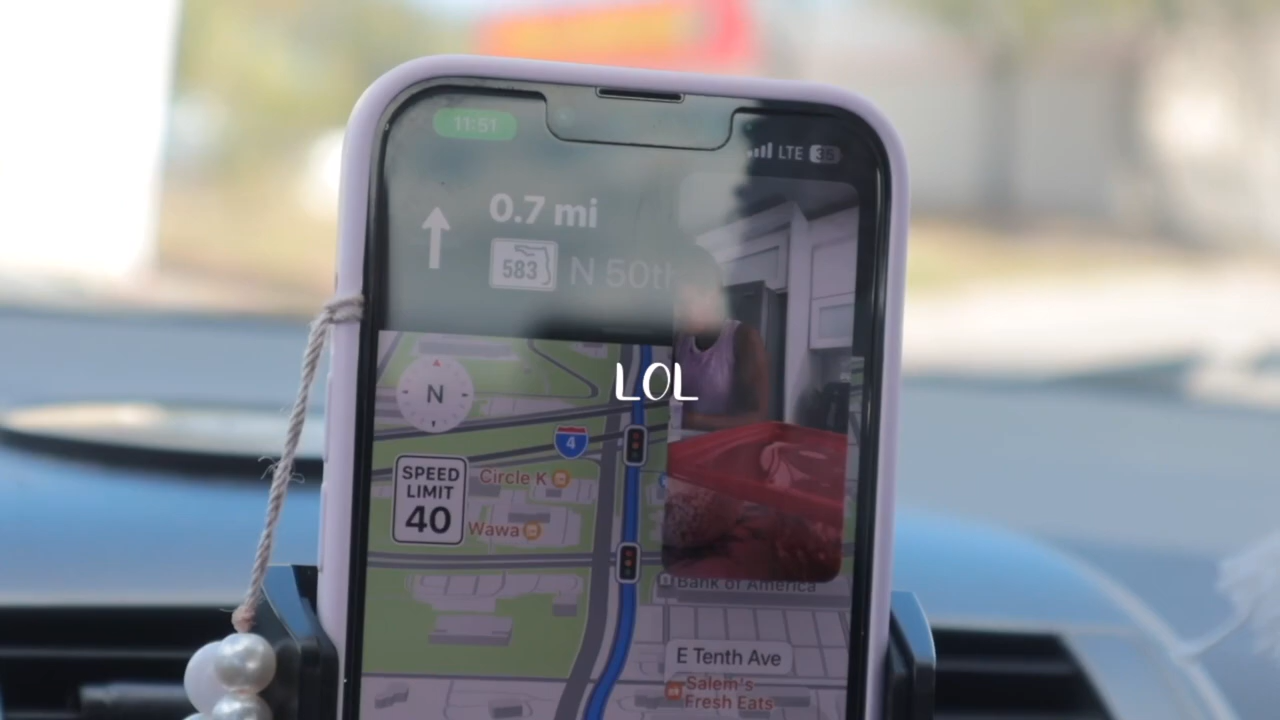 11:51
LTE 35
0.7 mi
583 N 50th
N
LOL
4
SPEED
LIMIT
40
Circle K
Wawa
Bank of America
E Tenth Ave
Salem's
Fresh Eats